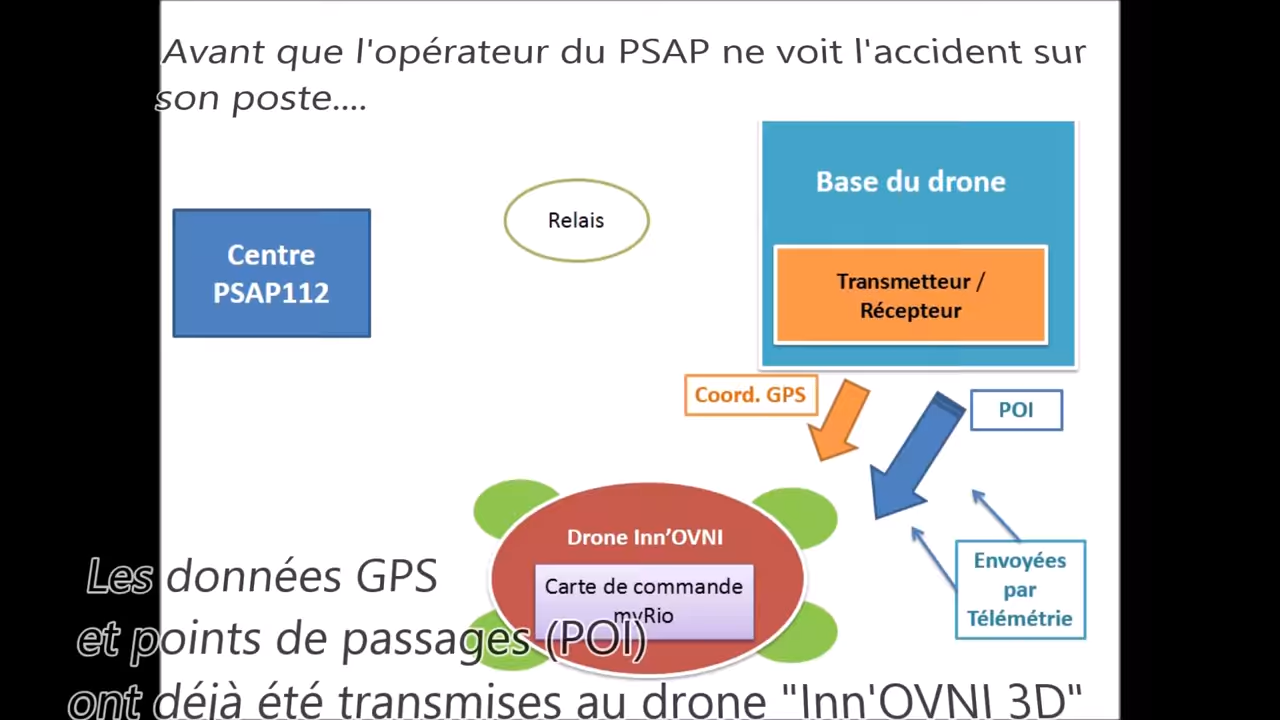 Avant que l'opérateur du PSAP ne voit l'accident sur
son poste....
Base du drone
Relais
Centre
PSAP112
Transmetteur /
Récepteur
Coord. GPS
POI
Drone Inn'OVNI
Carte de commande
myRio
Envoyées
par
Télémétrie
Les données GPS
et points de passages (POI)
ont déjà été transmises au drone "Inn'OVNI 3D"